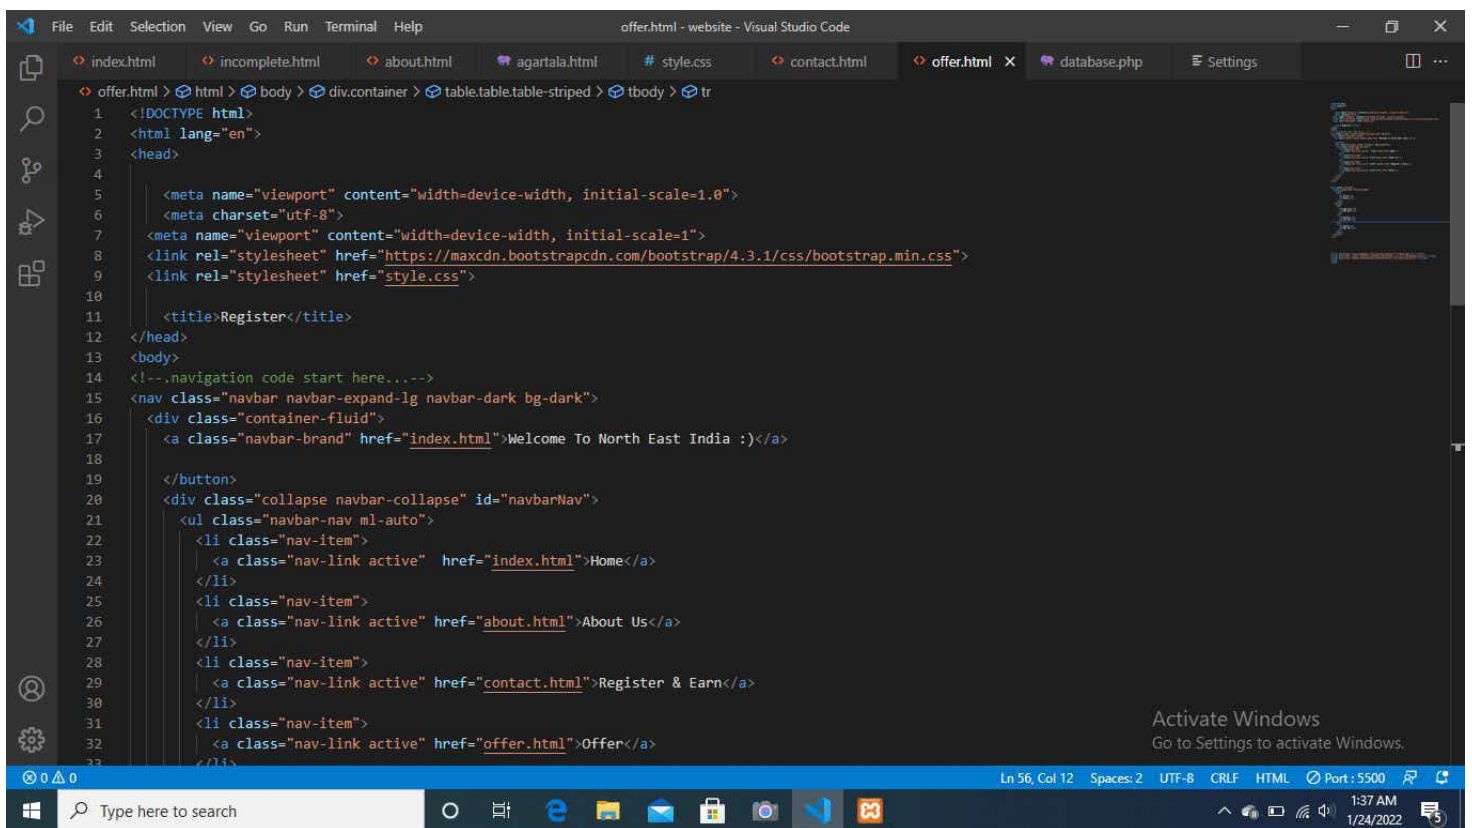 File Edit Selection View Go Run Terminal Help offer.html - website - Visual Studio Code
index.html incomplete.html about.html agartala.html # style.css contact.html offer.html database.php Settings
offer.html > html > body > div.container > table.table.table-striped > tbody > tr
1 <!DOCTYPE html>
2 <html lang="en">
3 <head>
4
5 <meta name="viewport" content="width=device-width, initial-scale=1.0">
6 <meta charset="utf-8">
7 <meta name="viewport" content="width=device-width, initial-scale=1">
8 <link rel="stylesheet" href="https://maxcdn.bootstrapcdn.com/bootstrap/4.3.1/css/bootstrap.min.css">
9 <link rel="stylesheet" href="style.css">
10
11 <title>Register</title>
12 </head>
13 <body>
14 <!--.navigation code start here...-->
15 <nav class="navbar navbar-expand-lg navbar-dark bg-dark">
16 <div class="container-fluid">
17 <a class="navbar-brand" href="index.html">Welcome To North East India :)</a>
18
19 </button>
20 <div class="collapse navbar-collapse" id="navbarNav">
21 <ul class="navbar-nav ml-auto">
22 <li class="nav-item">
23 <a class="nav-link active"  href="index.html">Home</a>
24 </li>
25 <li class="nav-item">
26 <a class="nav-link active" href="about.html">About Us</a>
27 </li>
28 <li class="nav-item">
29 <a class="nav-link active" href="contact.html">Register & Earn</a>
30 </li>
31 <li class="nav-item">
32 <a class="nav-link active" href="offer.html">Offer</a>
33 </li>
Activate Windows
Go to Settings to activate Windows.
0 0 Ln 56, Col 12 Spaces: 2 UTF-8 CRLF HTML Port : 5500
Type here to search
1:37 AM
1/24/2022
5